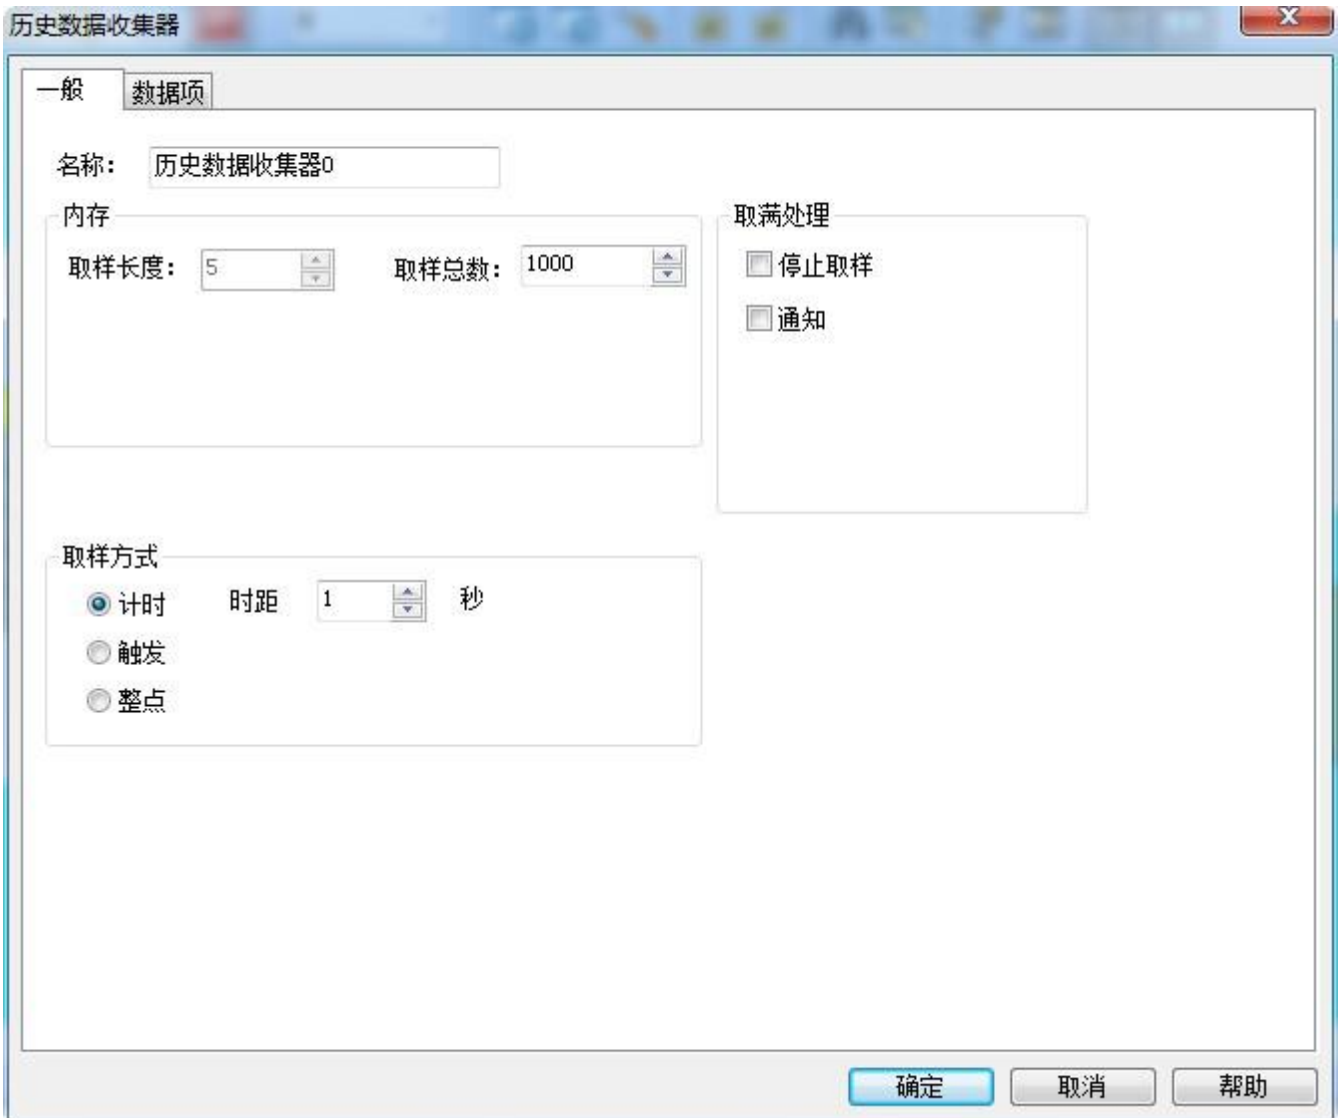 历史数据收集器
一般 数据项
名称: 历史数据收集器0
内存
取样长度: 5 取样总数: 1000
取满处理
停止取样
通知
取样方式
计时 时距 1 秒
触发
整点
确定 取消 帮助